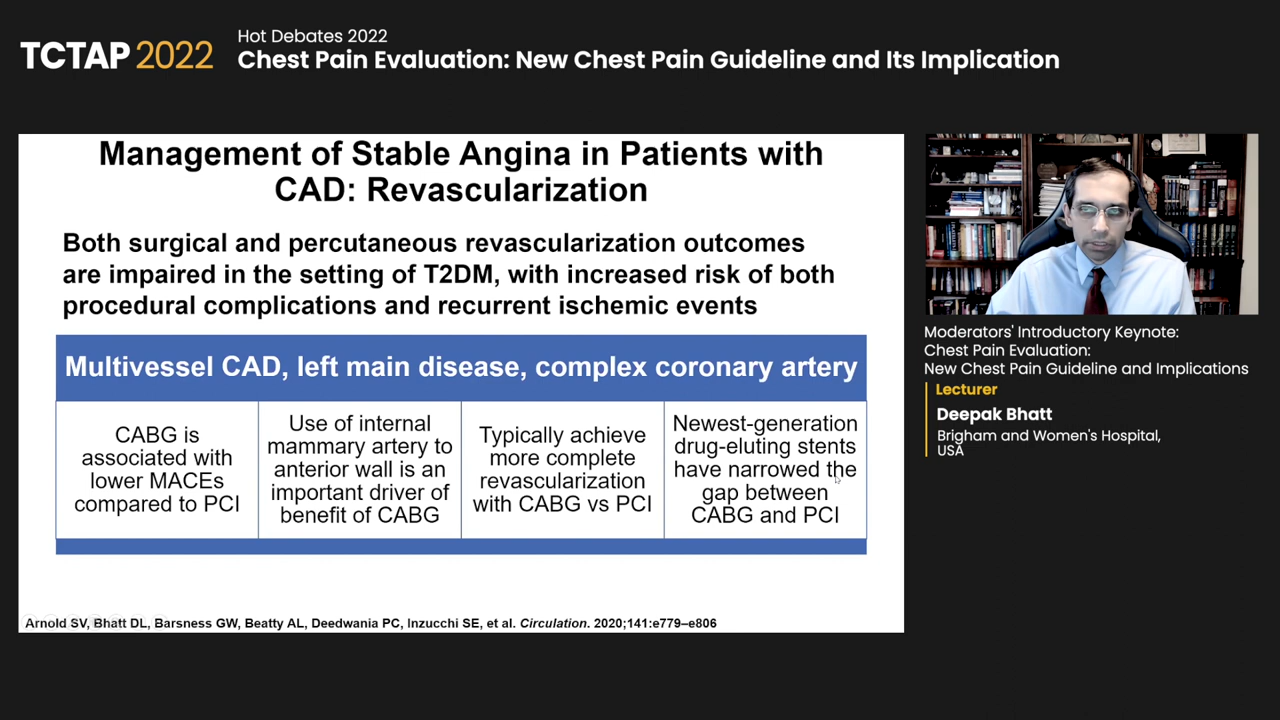 TCTAP 2022
Hot Debates 2022
Chest Pain Evaluation: New Chest Pain Guideline and Its Implication
Management of Stable Angina in Patients with
CAD: Revascularization
Both surgical and percutaneous revascularization outcomes
are impaired in the setting of T2DM, with increased risk of both
procedural complications and recurrent ischemic events
Multivessel CAD, left main disease, complex coronary artery
CABG is
associated with
lower MACEs
compared to PCI
Use of internal
mammary artery to
anterior wall is an
important driver of
benefit of CABG
Typically achieve
more complete
revascularization
with CABG vs PCI
Newest-generation
drug-eluting stents
have narrowed the
gap between
CABG and PCI
Arnold SV, Bhatt DL, Barsness GW, Beatty AL, Deedwania PC, Inzucchi SE, et al. Circulation. 2020;141:e779–e806
Moderators' Introductory Keynote:
Chest Pain Evaluation:
New Chest Pain Guideline and Implications
Lecturer
Deepak Bhatt
Brigham and Women's Hospital,
USA